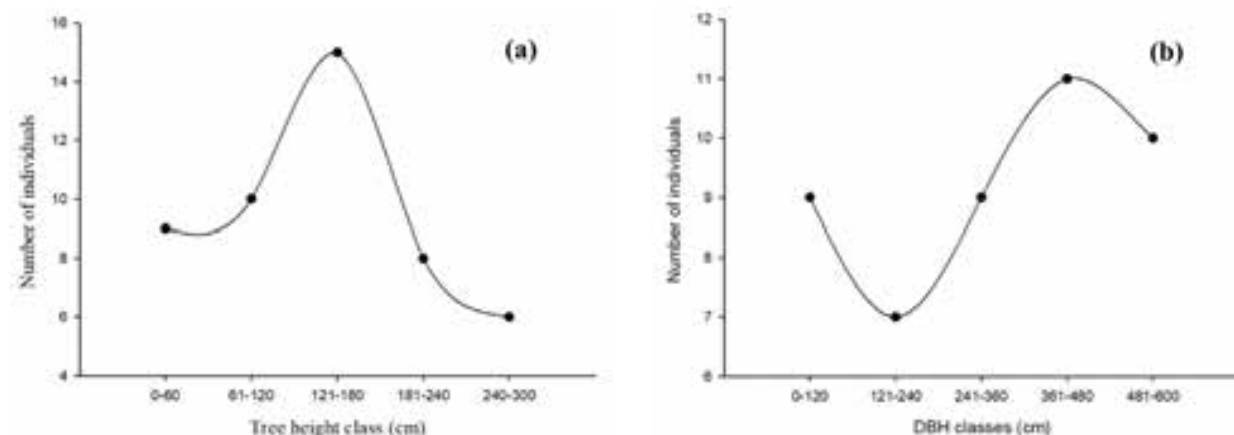 (a)
16
14
12
10
8
6
4
Number of individuals
0-60 61-120 121-180 181-240 240-300
Tree height class (cm)
(b)
12
11
10
9
8
7
6
Number of individuals
0-120 121-240 241-360 361-480 481-600
DBH classes (cm)